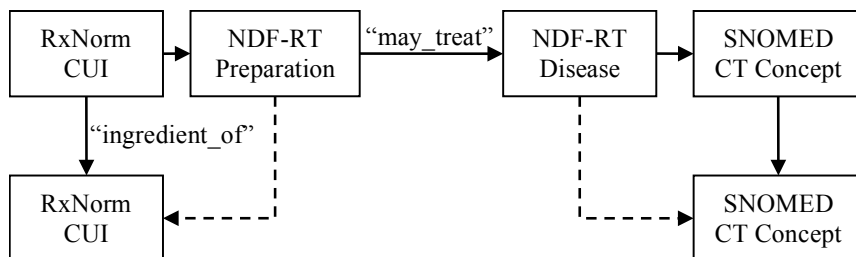 RxNorm
CUI
NDF-RT
Preparation
“may_treat”
NDF-RT
Disease
SNOMED
CT Concept
“ingredient_of”
RxNorm
CUI
SNOMED
CT Concept